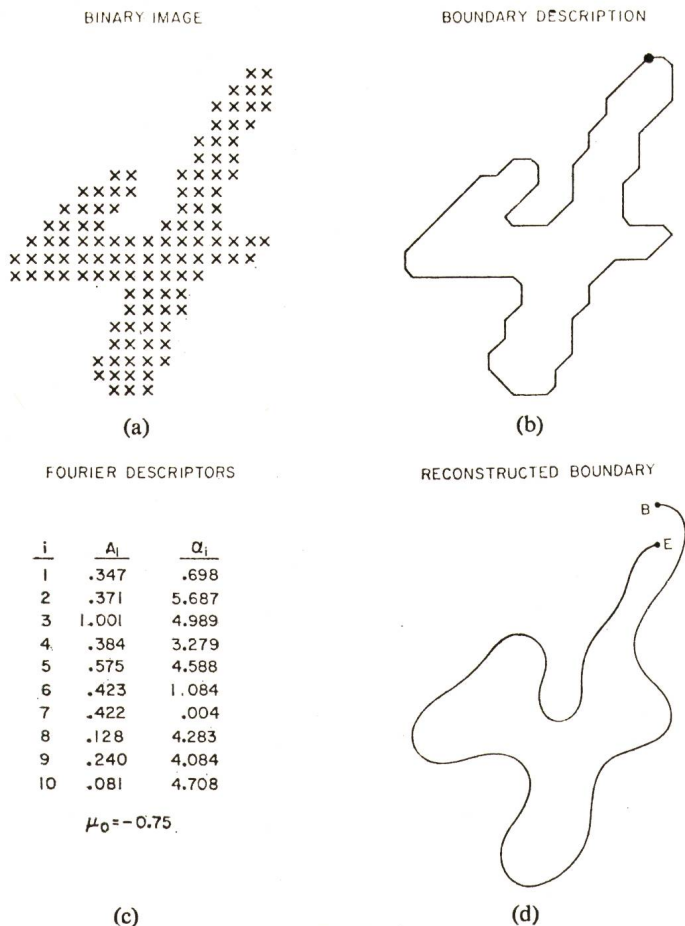 BINARY IMAGE
BOUNDARY DESCRIPTION
(a)
(b)
FOURIER DESCRIPTORS
i Ai αi
1 .347 .698
2 .371 5.687
3 1.001 4.989
4 .384 3.279
5 .575 4.588
6 .423 1.084
7 .422 .004
8 .128 4.283
9 .240 4.084
10 .081 4.708
μ0 = -0.75
(c)
RECONSTRUCTED BOUNDARY
B
E
(d)